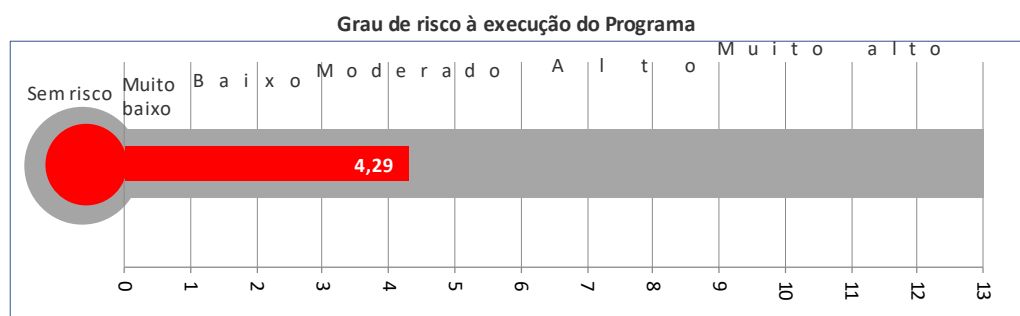 Grau de risco à execução do Programa
Sem risco
Muito
baixo
Baixo
Moderado
Alto
Muito alto
4,29
0 1 2 3 4 5 6 7 8 9 10 11 12 13